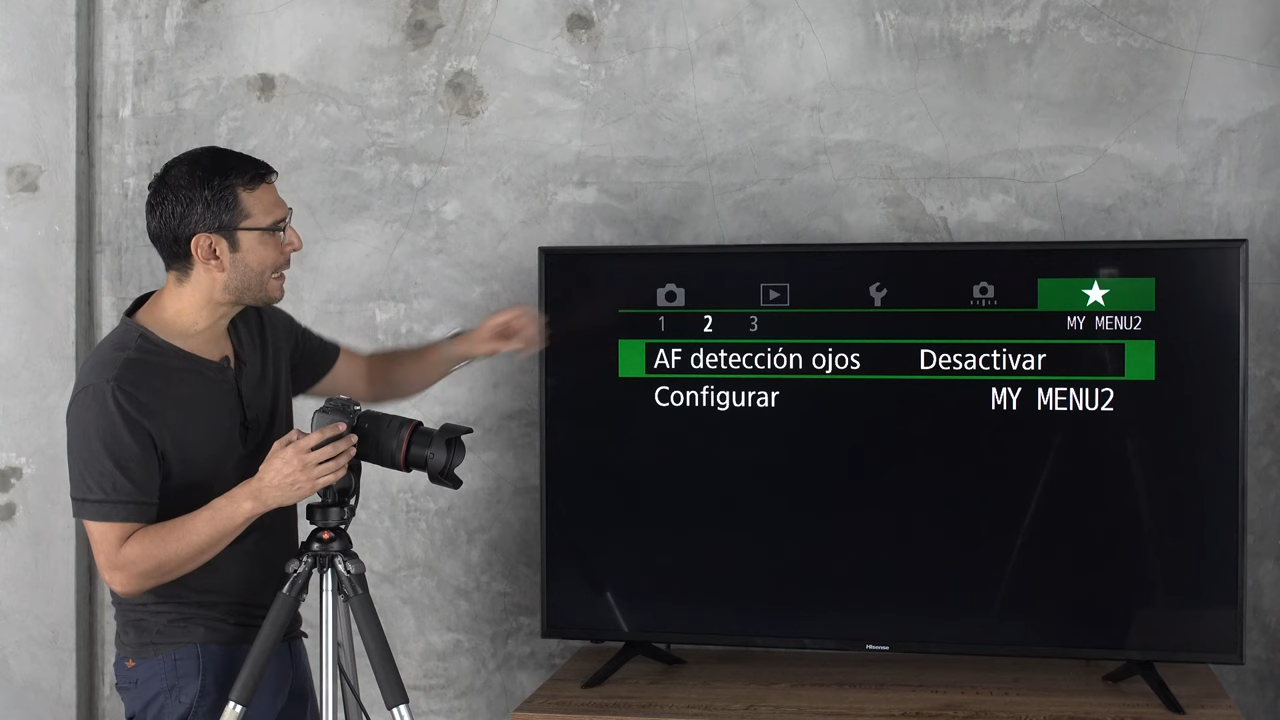 1 2 3 MY MENU2
AF detección ojos Desactivar
Configurar MY MENU2
Hisense